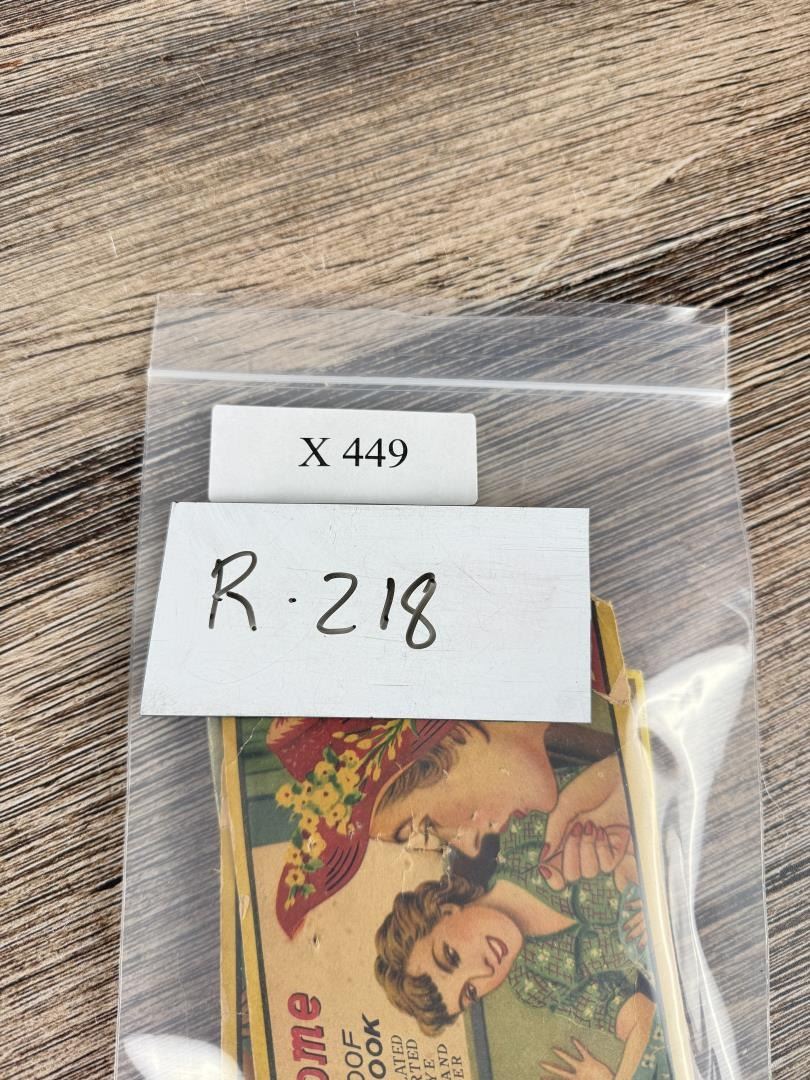 X 449
R. 218
ome
OOF
OOK
ATED
RTED
YE
AND
ER